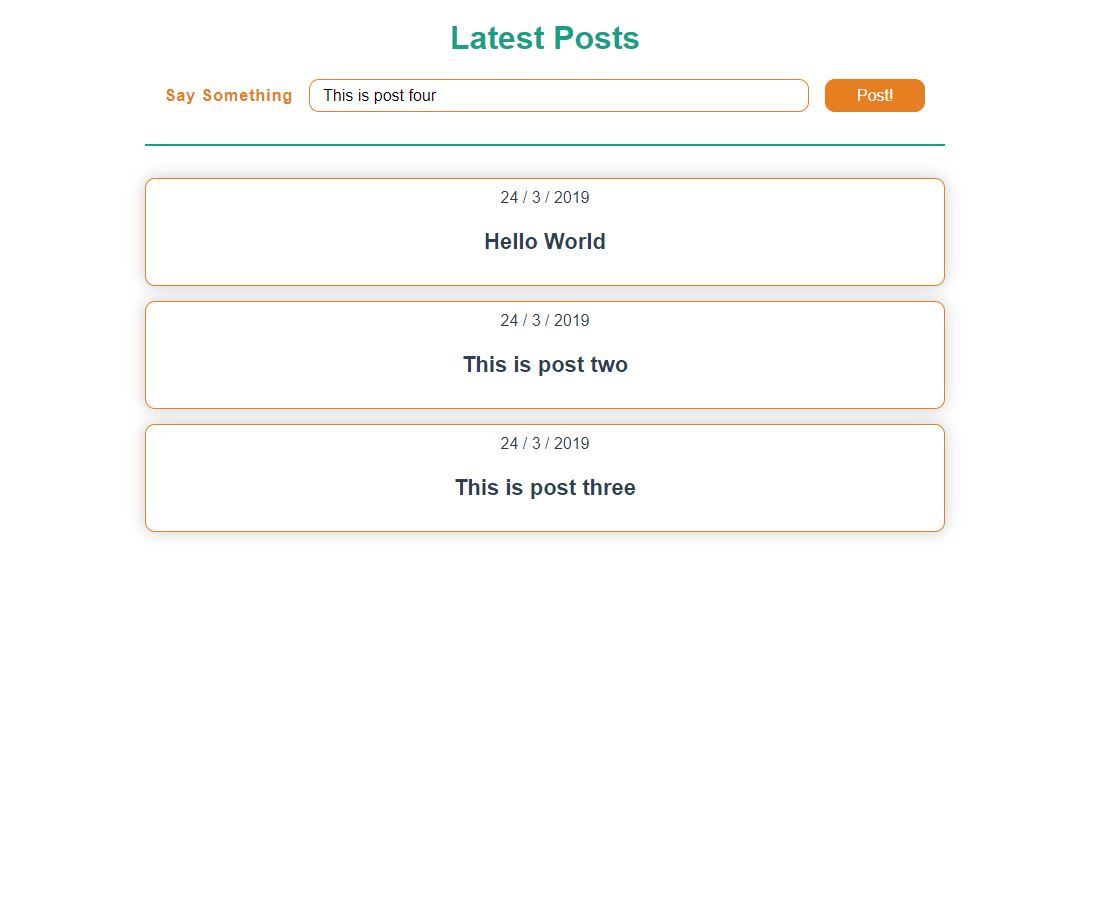 Latest Posts
Say Something This is post four Post!
24 / 3 / 2019
Hello World
24 / 3 / 2019
This is post two
24 / 3 / 2019
This is post three